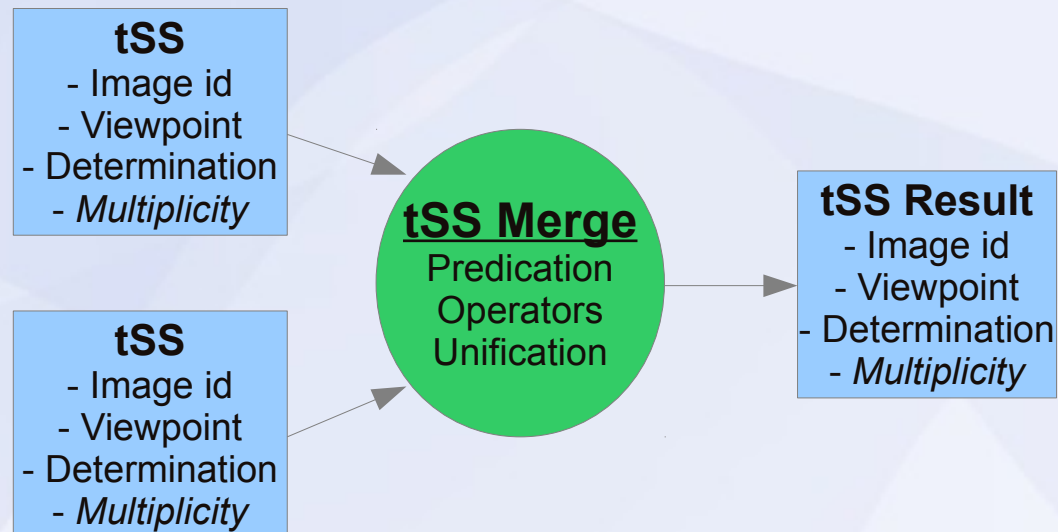 tSS
- Image id
- Viewpoint
- Determination
- Multiplicity
tSS
- Image id
- Viewpoint
- Determination
- Multiplicity
tSS Merge
Predication
Operators
Unification
tSS Result
- Image id
- Viewpoint
- Determination
- Multiplicity